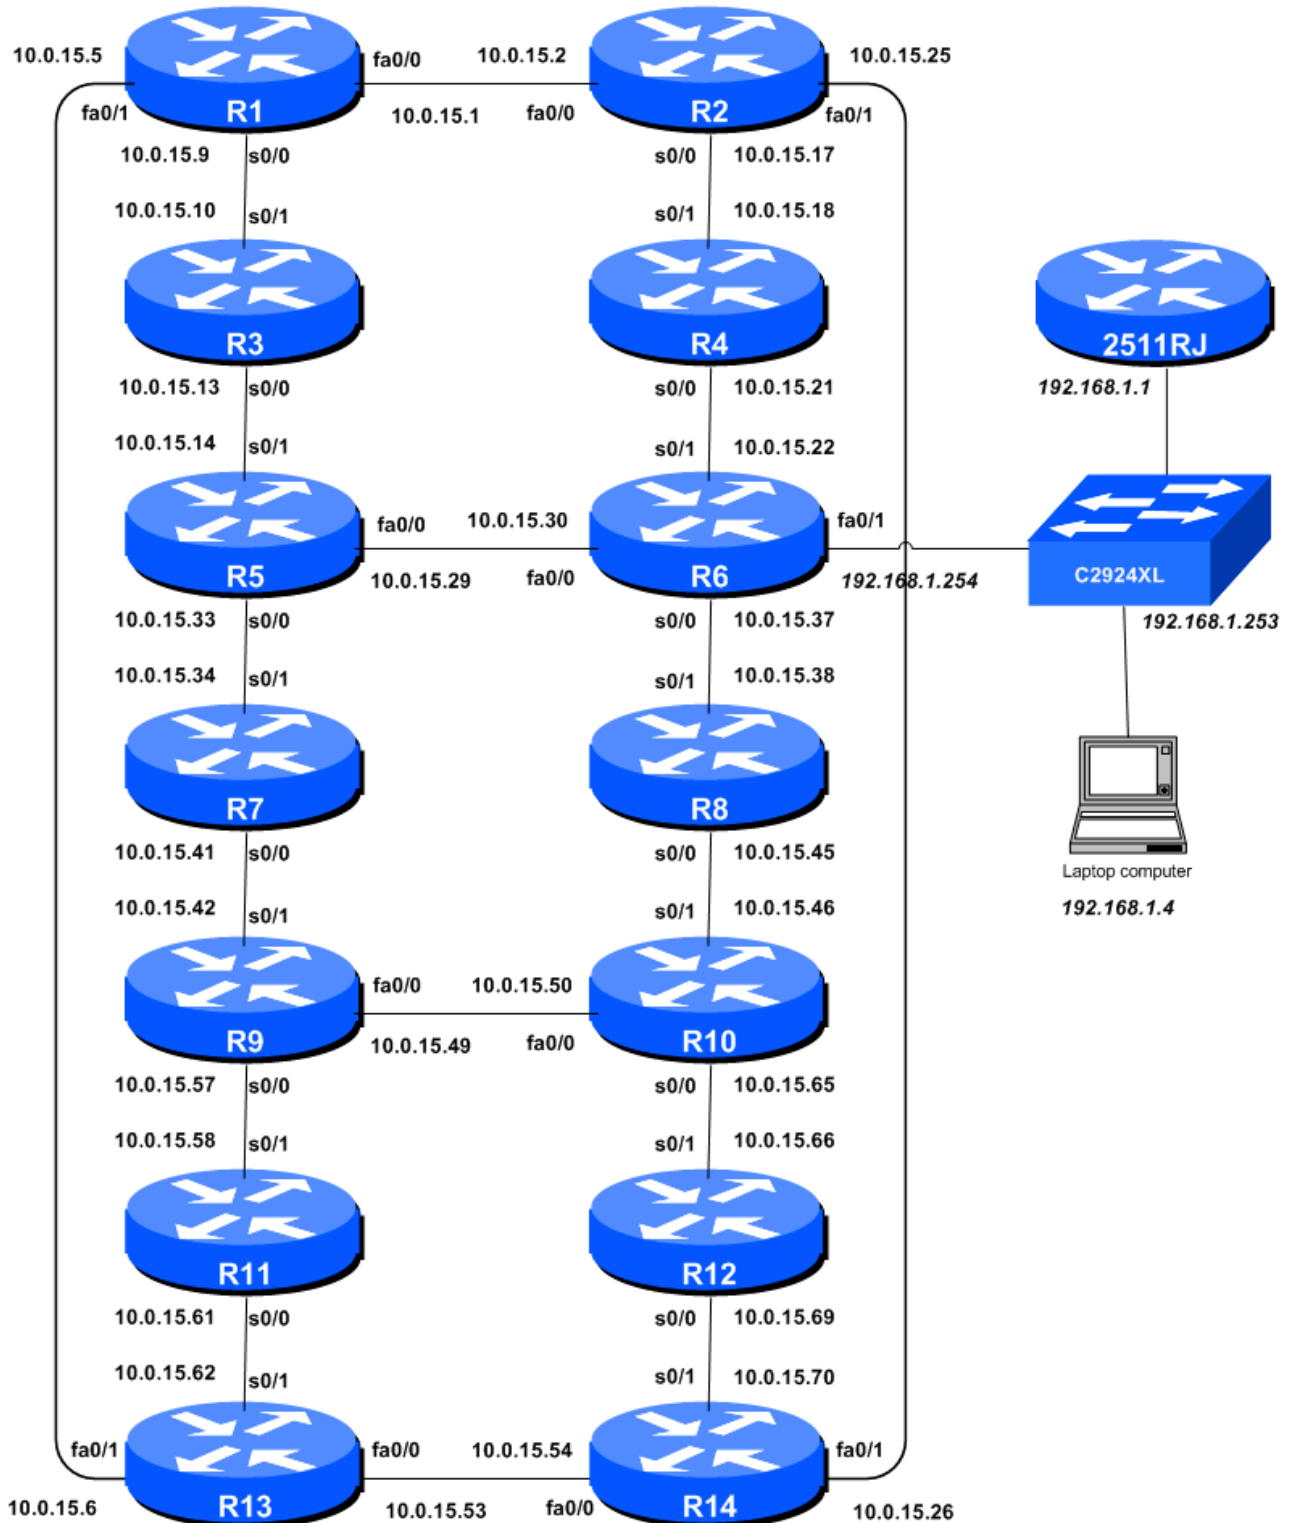 10.0.15.5
fa0/0
10.0.15.2
10.0.15.25
fa0/1
R1
10.0.15.1
fa0/0
R2
fa0/1
10.0.15.9
s0/0
s0/0
10.0.15.17
10.0.15.10
s0/1
s0/1
10.0.15.18
R3
R4
2511RJ
10.0.15.13
s0/0
s0/0
10.0.15.21
192.168.1.1
10.0.15.14
s0/1
s0/1
10.0.15.22
fa0/0
10.0.15.30
fa0/1
R5
10.0.15.29
fa0/0
R6
192.168.1.254
C2924XL
10.0.15.33
s0/0
s0/0
10.0.15.37
192.168.1.253
10.0.15.34
s0/1
s0/1
10.0.15.38
R7
R8
10.0.15.41
s0/0
s0/0
10.0.15.45
Laptop computer
10.0.15.42
s0/1
s0/1
10.0.15.46
192.168.1.4
fa0/0
10.0.15.50
R9
10.0.15.49
fa0/0
R10
10.0.15.57
s0/0
s0/0
10.0.15.65
10.0.15.58
s0/1
s0/1
10.0.15.66
R11
R12
10.0.15.61
s0/0
s0/0
10.0.15.69
10.0.15.62
s0/1
s0/1
10.0.15.70
fa0/1
fa0/0
10.0.15.54
fa0/1
10.0.15.6
R13
10.0.15.53
fa0/0
R14
10.0.15.26